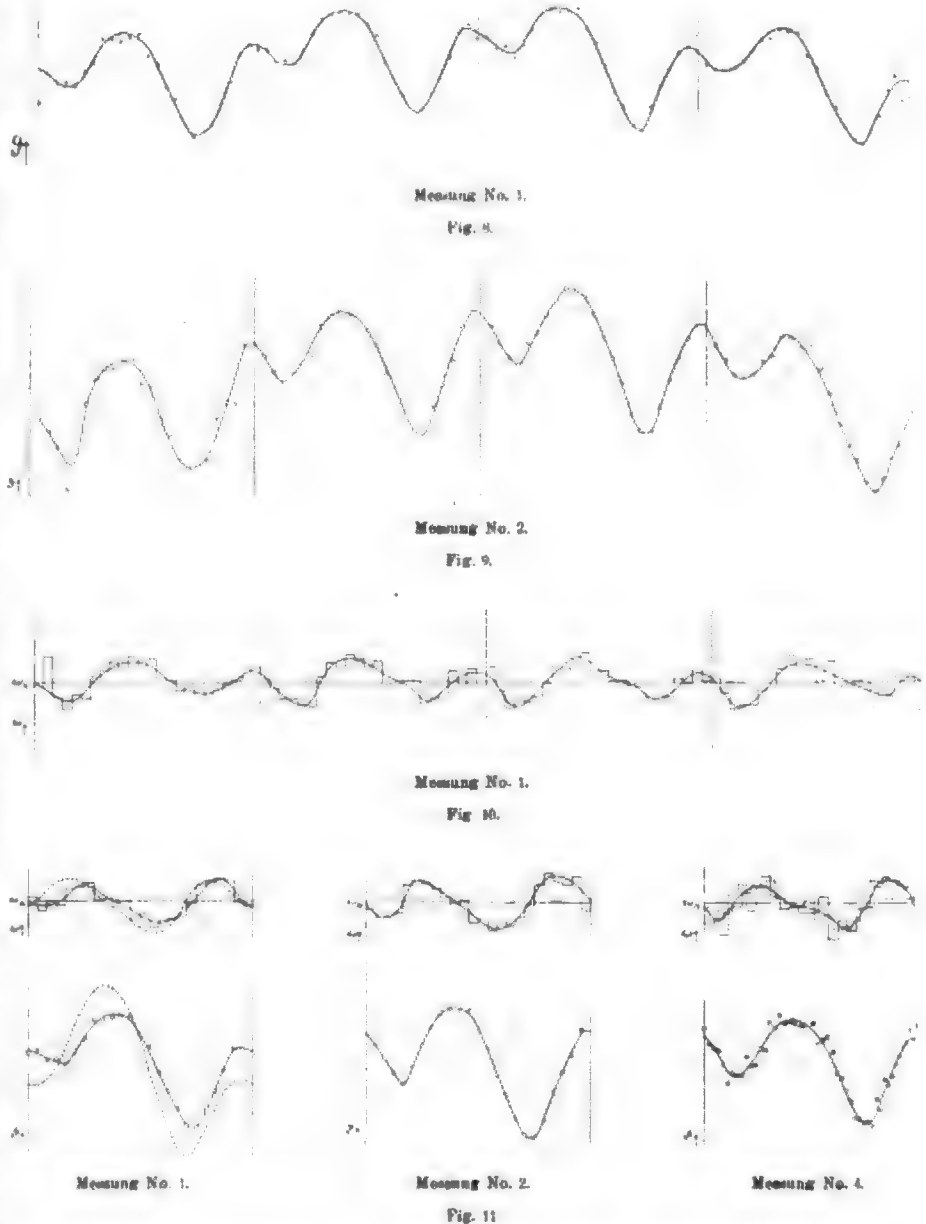 Messung No. 1.
Fig. 8.
Messung No. 2.
Fig. 9.
Messung No. 1.
Fig 10.
Messung No. 1.
Messung No. 2.
Messung No. 4.
Fig. 11